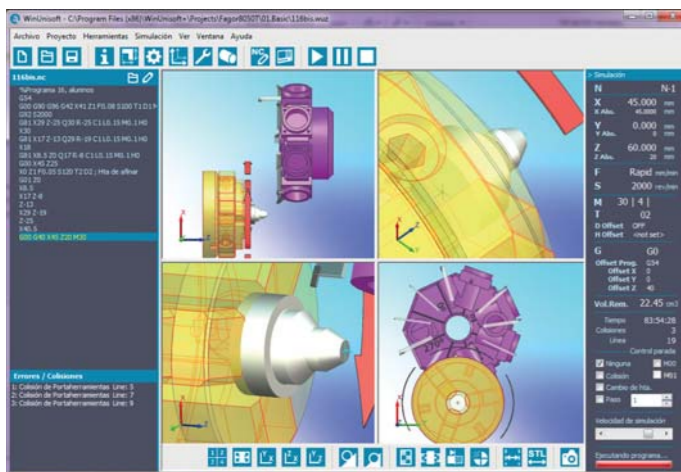 WinUnisoft - C:\Program Files (x86)\WinUnisoft+\Projects\Fagor8050T\01.Basic\116bis.wuz
Archivo Proyecto Herramientas Simulación Ver Ventana Ayuda
116bis.nc
%Programa 16, alumnos
G54
G00 G90 G96 G42 X41 Z1 F0.08 S100 T1 D1
G92 S2000
G81 X29 Z-25 Q30 R-25 C1 L0.15 M0.1 H0
X30
G81 X17 Z-13 Q29 R-19 C1 L0.15 M0.1 H0
X18
G81 X8.5 Z0 Q17 R-8 C1 L0.15 M0.1 H0
G00 X45 Z25
X0 Z1 F0.05 S120 T2 D2 ; Hta de afinar
G01 Z0
X8.5
X17 Z-8
Z-13
X29 Z-19
Z-25
X40.5
G00 G40 X45 Z20 M30
Errores / Colisiones
1: Colisión de Portaherramientas Line: 5
2: Colisión de Portaherramientas Line: 7
3: Colisión de Portaherramientas Line: 9
> Simulación
N N-1
X 45.000 mm
X Abs. 45.000 mm
Y 0.000 mm
Y Abs. 0 mm
Z 60.000 mm
Z Abs. 20 mm
F Rapid mm/min
S 2000 rev/min
M 30 | 4 |
T 02
D Offset OFF
H Offset <not set>
G G0
Offset Prog. G54
Offset X 0
Offset Y 0
Offset Z 40
Vol.Rem. 22.45 cm3
Tiempo 03:54:28
Colisiones 3
Línea 19
Control parada
Ninguna M00
Colisión M01
Cambio de hta.
Paso 1
Velocidad de simulación
Ejecutando programa...